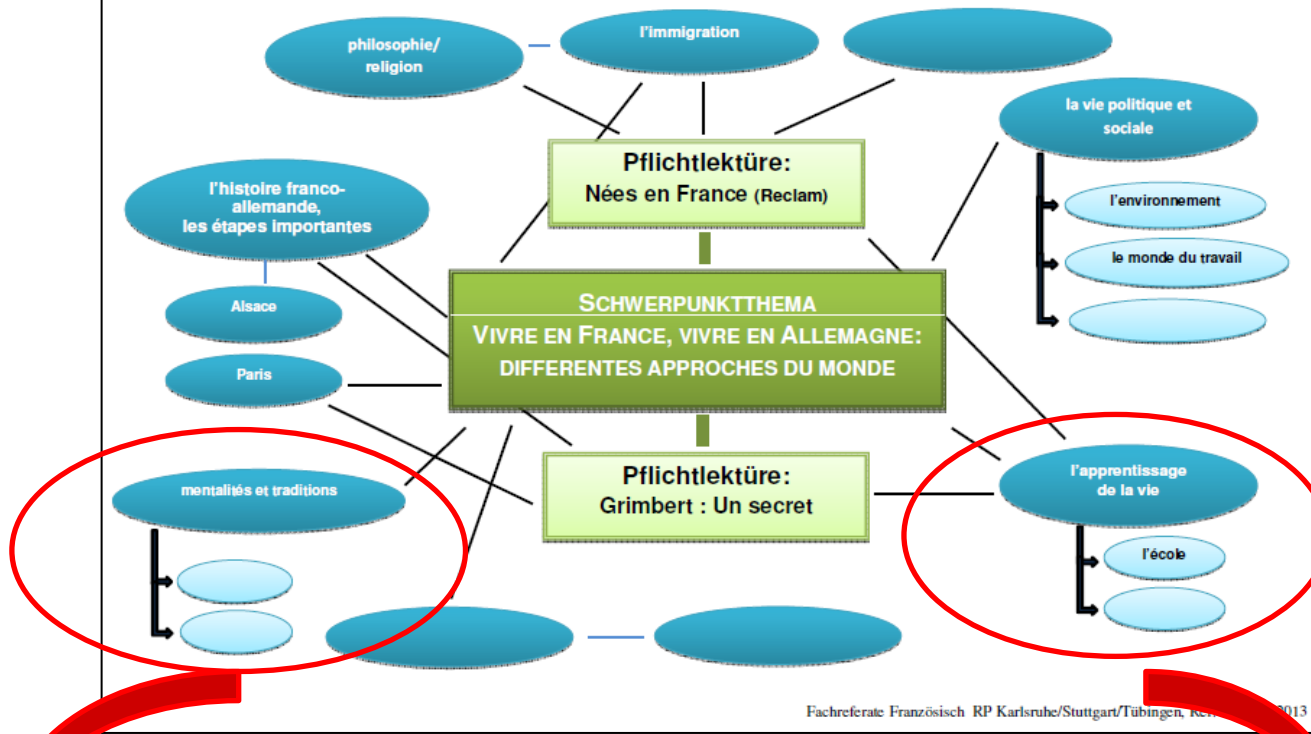 philosophie/
religion
l'immigration
la vie politique et
sociale
l'environnement
le monde du travail
Pflichtlektüre:
Nées en France (Reclam)
l'histoire franco-
allemande,
les étapes importantes
Alsace
Paris
SCHWERPUNKTTHEMA
VIVRE EN FRANCE, VIVRE EN ALLEMAGNE:
DIFFERENTES APPROCHES DU MONDE
Pflichtlektüre:
Grimbert : Un secret
mentalités et traditions
l'apprentissage
de la vie
l'école
Fachreferate Französisch RP Karlsruhe/Stuttgart/Tübingen, 2013